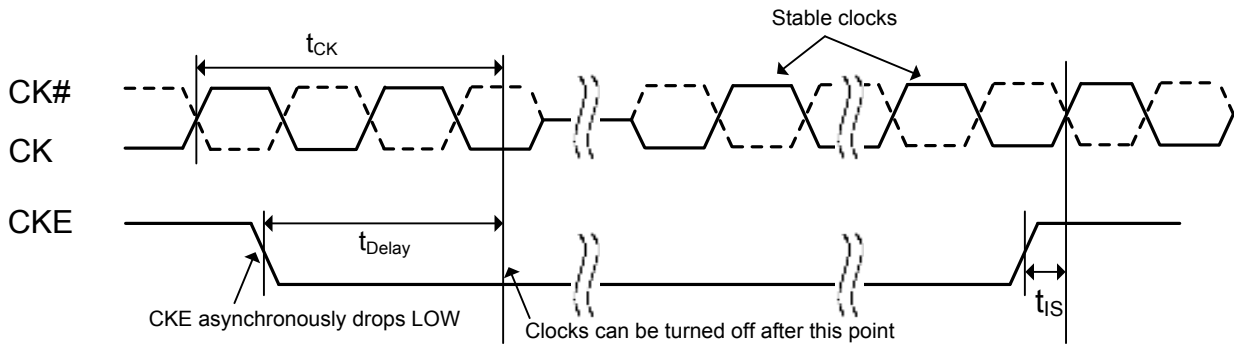 Stable clocks
tCK
CK#
CK
CKE
tDelay
tIS
CKE asynchronously drops LOW
Clocks can be turned off after this point